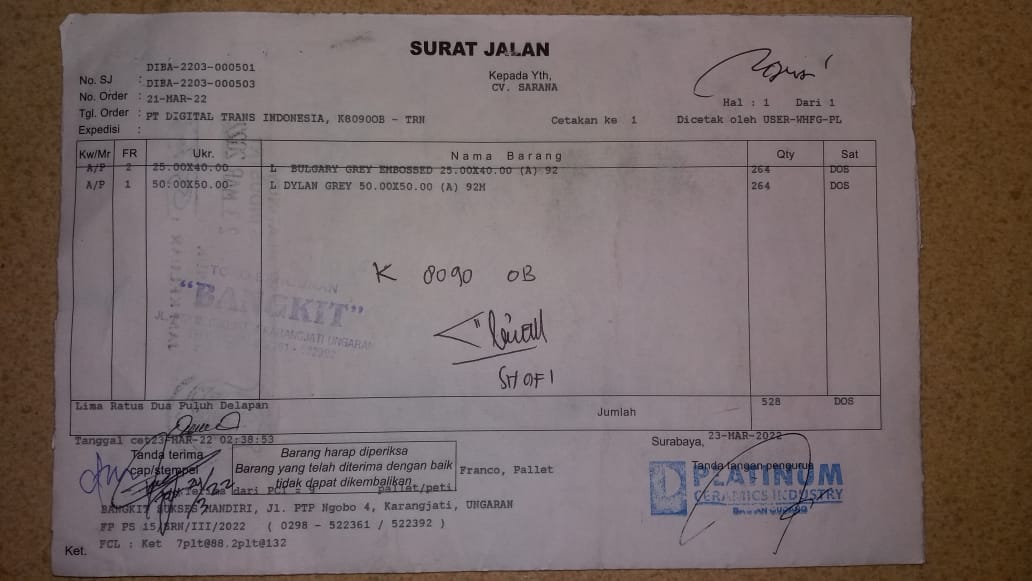 SURAT JALAN
No. SJ : DIBA-2203-000501
No. Order : DIBA-2203-000503
Tgl. Order : 21-MAR-22
Expedisi : PT DIGITAL TRANS INDONESIA, K8090OB - TRN
Kepada Yth,
CV. SARANA
Cetakan ke 1
Hal : 1 Dari 1
Dicetak oleh USER-WHFG-PL
Kw/Mr FR Ukr. Nama Barang Qty Sat
A/P 2 25.00X40.00 L BULGARY GREY EMBOSSED 25.00X40.00 (A) 92 264 DOS
A/P 1 50.00X50.00 L DYLAN GREY 50.00X50.00 (A) 92M 264 DOS
K 8090 OB
"BANGKIT"
KARANGJATI UNGARAN
SHOFI
Lima Ratus Dua Puluh Delapan
Jumlah 528 DOS
Tanggal cet 23-MAR-22 02:38:53
Surabaya, 23-MAR-2022
Tanda terima
cap/stempel
Barang harap diperiksa
Barang yang telah diterima dengan baik
tidak dapat dikembalikan
Franco, Pallet
Tanda tangan pengurus
PLATINUM
CERAMICS INDUSTRY
dari PCT = 9 pallet/peti
BANGKIT SUKSES MANDIRI, Jl. PTP Ngobo 4, Karangjati, UNGARAN
FP PS 15/SRN/III/2022 ( 0298 - 522361 / 522392 )
Ket. FCL : Ket 7plt@88.2plt@132